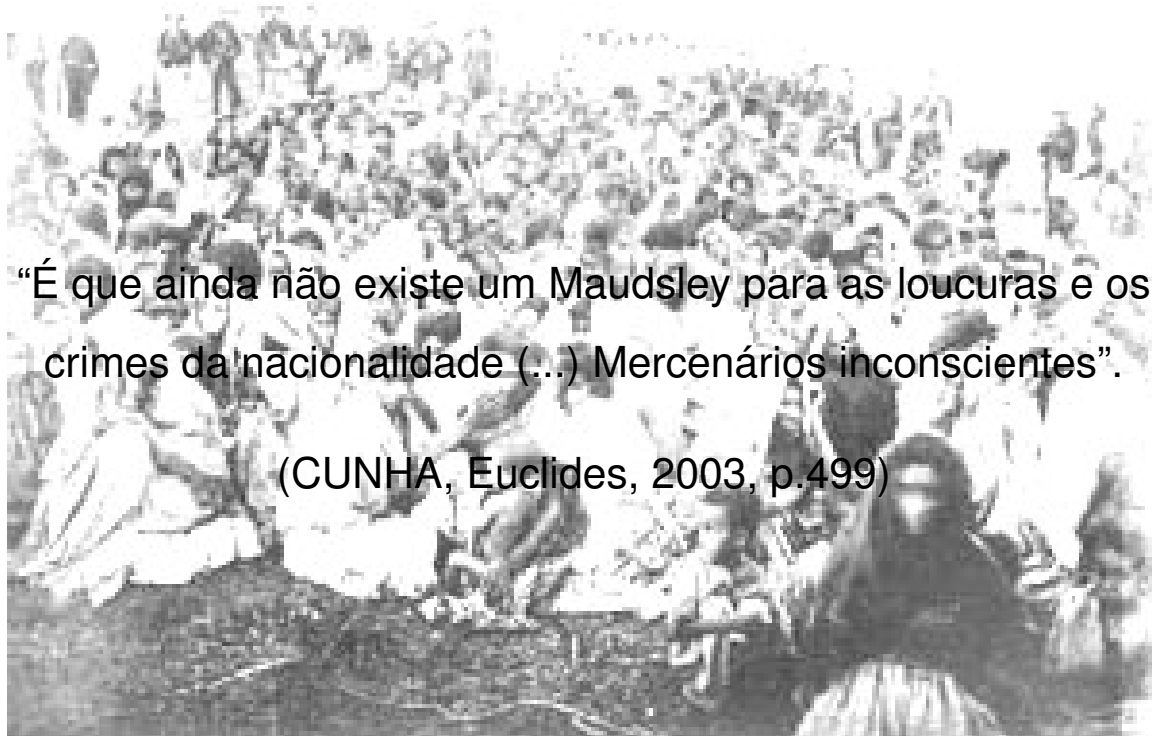 “É que ainda não existe um Maudsley para as loucuras e os
crimes da nacionalidade (...) Mercenários inconscientes”.
(CUNHA, Euclides, 2003, p.499)